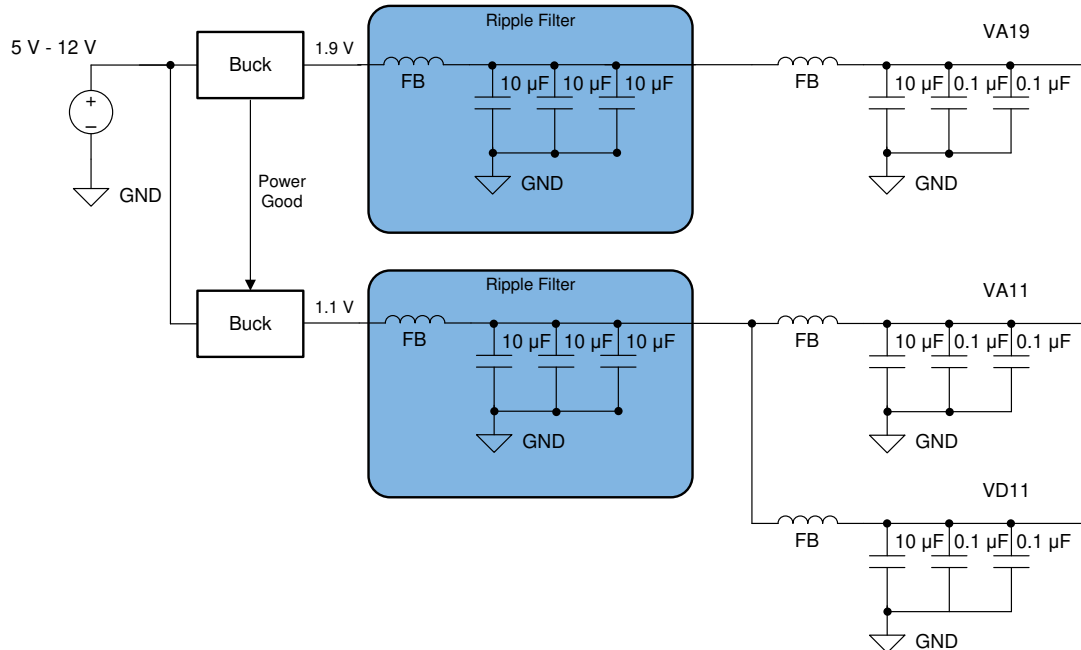 Ripple Filter
VA19
5 V - 12 V
Buck
1.9 V
FB
10 µF 10 µF 10 µF
FB
10 µF 0.1 µF 0.1 µF
+
−
GND
GND
GND
Power
Good
Ripple Filter
VA11
Buck
1.1 V
FB
10 µF 10 µF 10 µF
FB
10 µF 0.1 µF 0.1 µF
GND
GND
VD11
FB
10 µF 0.1 µF 0.1 µF
GND